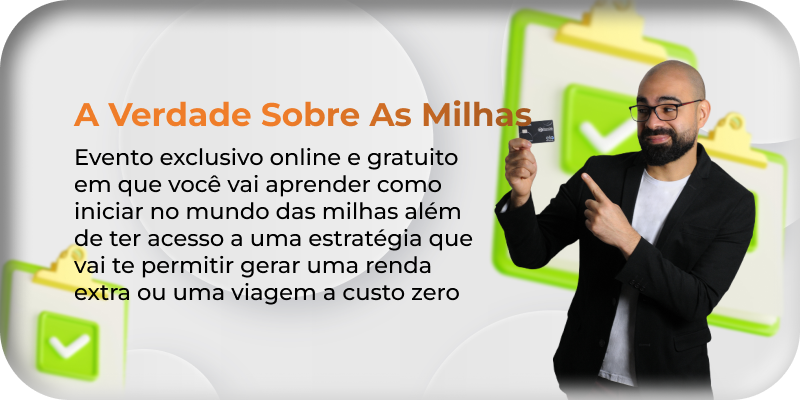 A Verdade Sobre As Milhas
Evento exclusivo online e gratuito
em que você vai aprender como
iniciar no mundo das milhas além
de ter acesso a uma estratégia que
vai te permitir gerar uma renda
extra ou uma viagem a custo zero